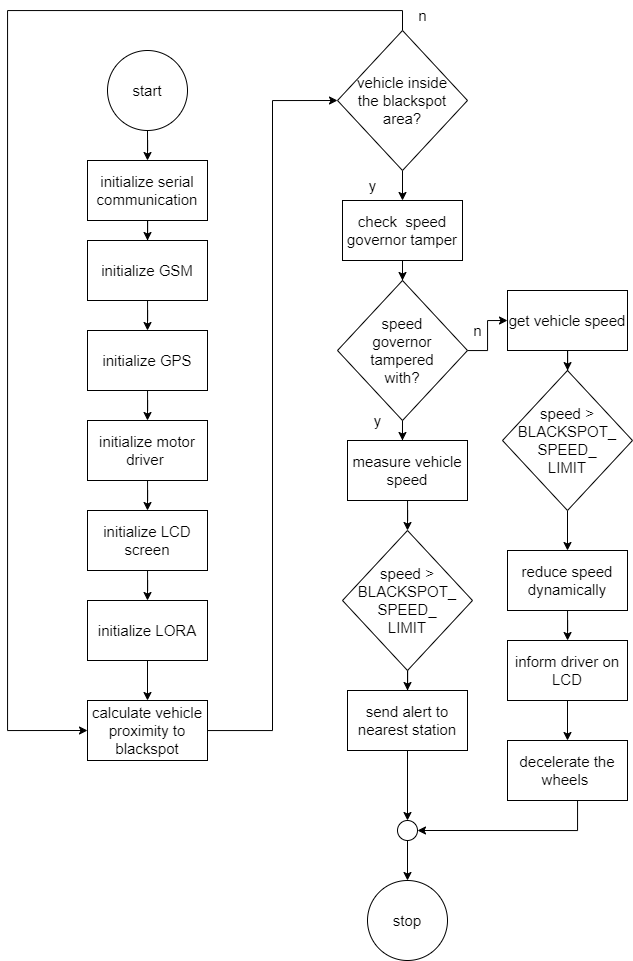 start
initialize serial
communication
initialize GSM
initialize GPS
initialize motor
driver
initialize LCD
screen
initialize LORA
calculate vehicle
proximity to
blackspot
n
vehicle inside
the blackspot
area?
y
check speed
governor tamper
speed
governor
tampered
with?
n
y
measure vehicle
speed
speed >
BLACKSPOT_
SPEED_
LIMIT
send alert to
nearest station
get vehicle speed
speed >
BLACKSPOT_
SPEED_
LIMIT
reduce speed
dynamically
inform driver on
LCD
decelerate the
wheels
stop